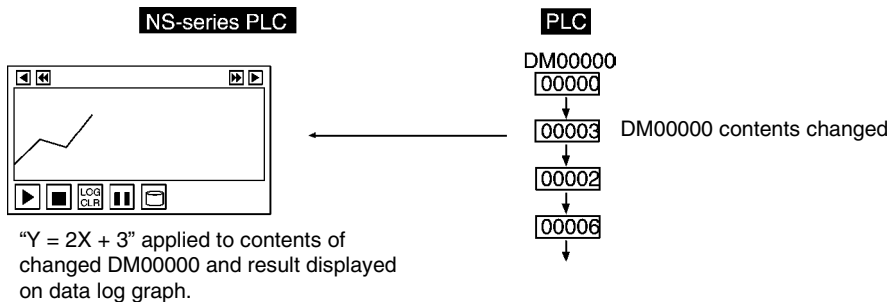 NS-series PLC
PLC
DM00000
00000
00003
DM00000 contents changed
00002
00006
LOG
CLR
“Y = 2X + 3” applied to contents of
changed DM00000 and result displayed
on data log graph.